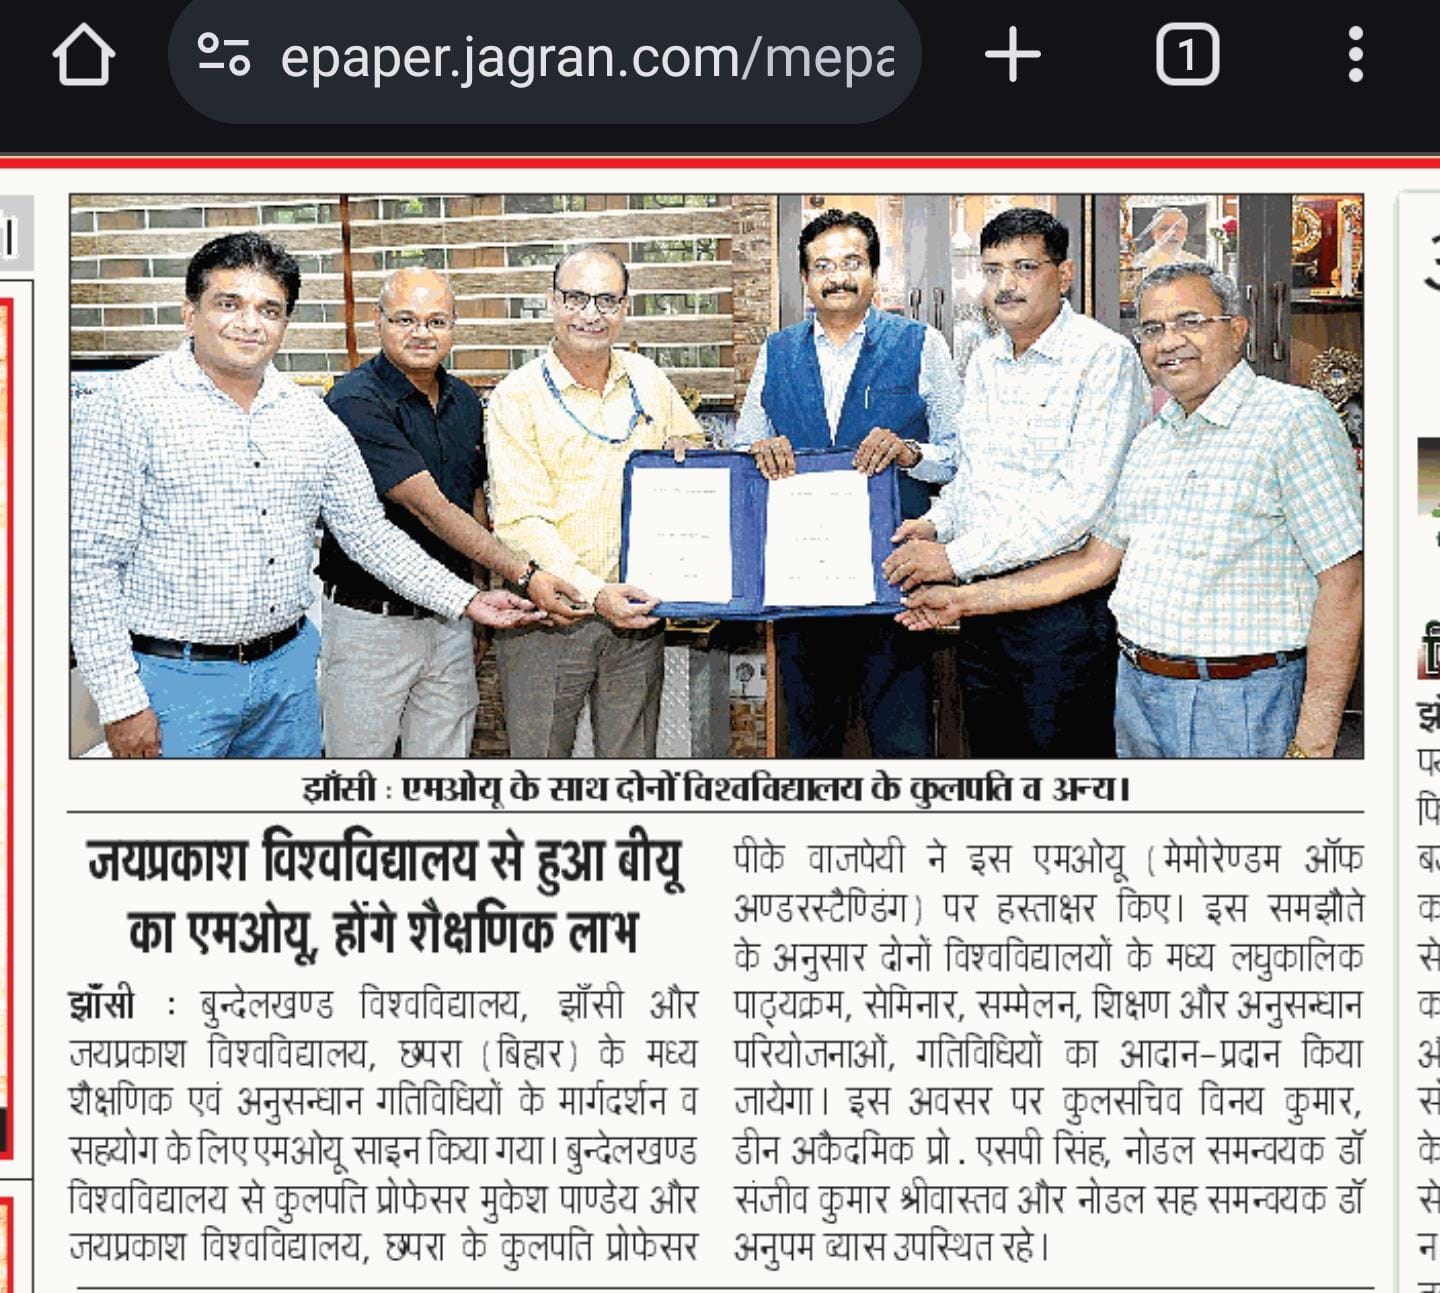 epaper.jagran.com/mepa
1
झाँसी : एमओयू के साथ दोनों विश्वविद्यालय के कुलपति व अन्य।
जयप्रकाश विश्वविद्यालय से हुआ बीयू
का एमओयू, होंगे शैक्षणिक लाभ
झाँसी : बुन्देलखण्ड विश्वविद्यालय, झाँसी और
जयप्रकाश विश्वविद्यालय, छपरा (बिहार) के मध्य
शैक्षणिक एवं अनुसन्धान गतिविधियों के मार्गदर्शन व
सहयोग के लिए एमओयू साइन किया गया। बुन्देलखण्ड
विश्वविद्यालय से कुलपति प्रोफेसर मुकेश पाण्डेय और
जयप्रकाश विश्वविद्यालय, छपरा के कुलपति प्रोफेसर
पीके वाजपेयी ने इस एमओयू (मेमोरेण्डम ऑफ
अण्डरस्टैण्डिंग) पर हस्ताक्षर किए। इस समझौते
के अनुसार दोनों विश्वविद्यालयों के मध्य लघुकालिक
पाठ्यक्रम, सेमिनार, सम्मेलन, शिक्षण और अनुसन्धान
परियोजनाओं, गतिविधियों का आदान-प्रदान किया
जायेगा। इस अवसर पर कुलसचिव विनय कुमार,
डीन अकैदमिक प्रो. एसपी सिंह, नोडल समन्वयक डॉ
संजीव कुमार श्रीवास्तव और नोडल सह समन्वयक डॉ
अनुपम व्यास उपस्थित रहे।